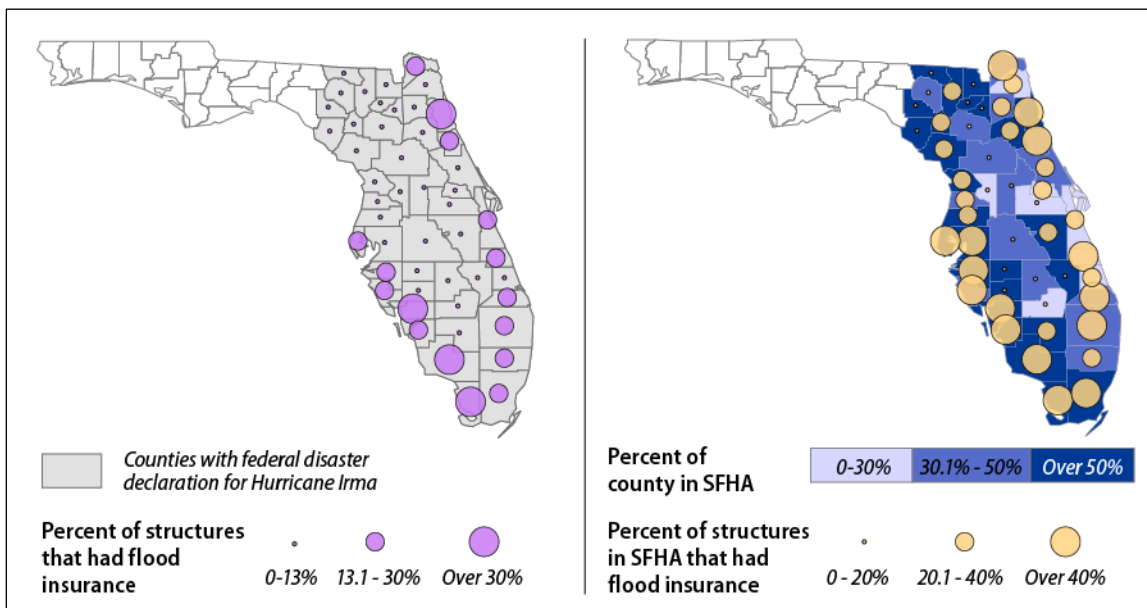 Counties with federal disaster
declaration for Hurricane Irma
Percent of structures
that had flood
insurance
0-13%
13.1 - 30%
Over 30%
Percent of
county in SFHA
0-30%
30.1% - 50%
Over 50%
Percent of structures
in SFHA that had
flood insurance
0 - 20%
20.1 - 40%
Over 40%